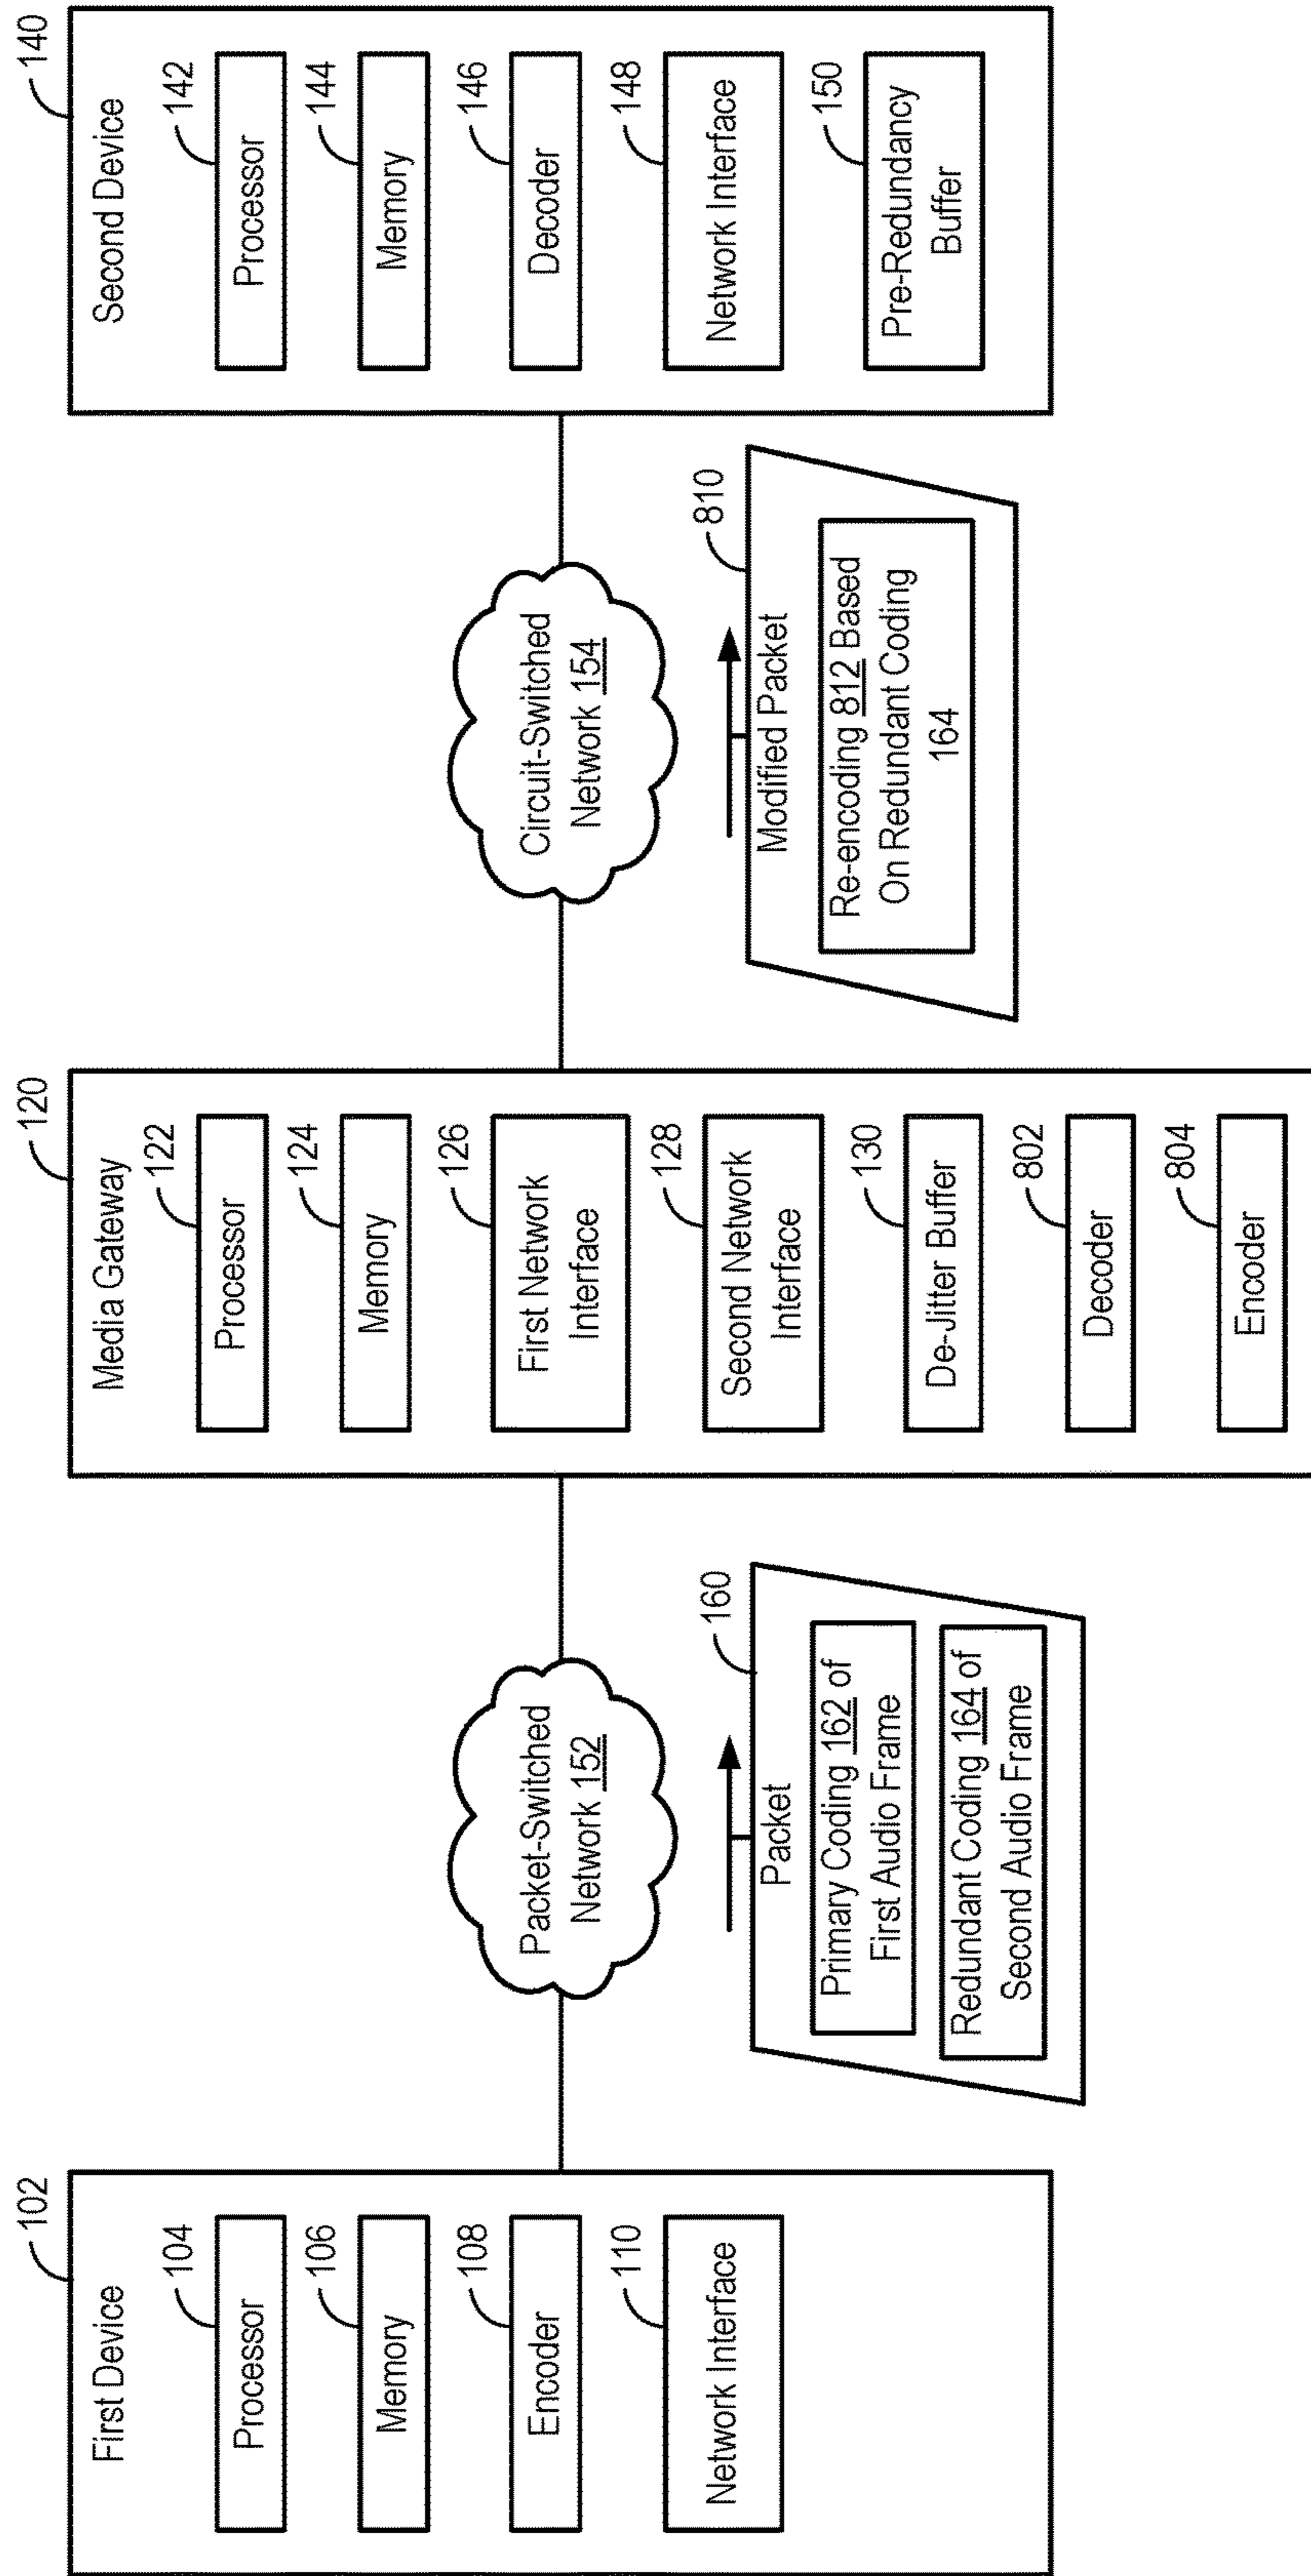 102
First Device
104
Processor
106
Memory
108
Encoder
110
Network Interface
Packet-Switched
Network 152
160
Packet
Primary Coding 162 of
First Audio Frame
Redundant Coding 164 of
Second Audio Frame
120
Media Gateway
122
Processor
124
Memory
126
First Network
Interface
128
Second Network
Interface
130
De-Jitter Buffer
802
Decoder
804
Encoder
Circuit-Switched
Network 154
810
Modified Packet
Re-encoding 812 Based
On Redundant Coding
164
140
Second Device
142
Processor
144
Memory
146
Decoder
148
Network Interface
150
Pre-Redundancy
Buffer